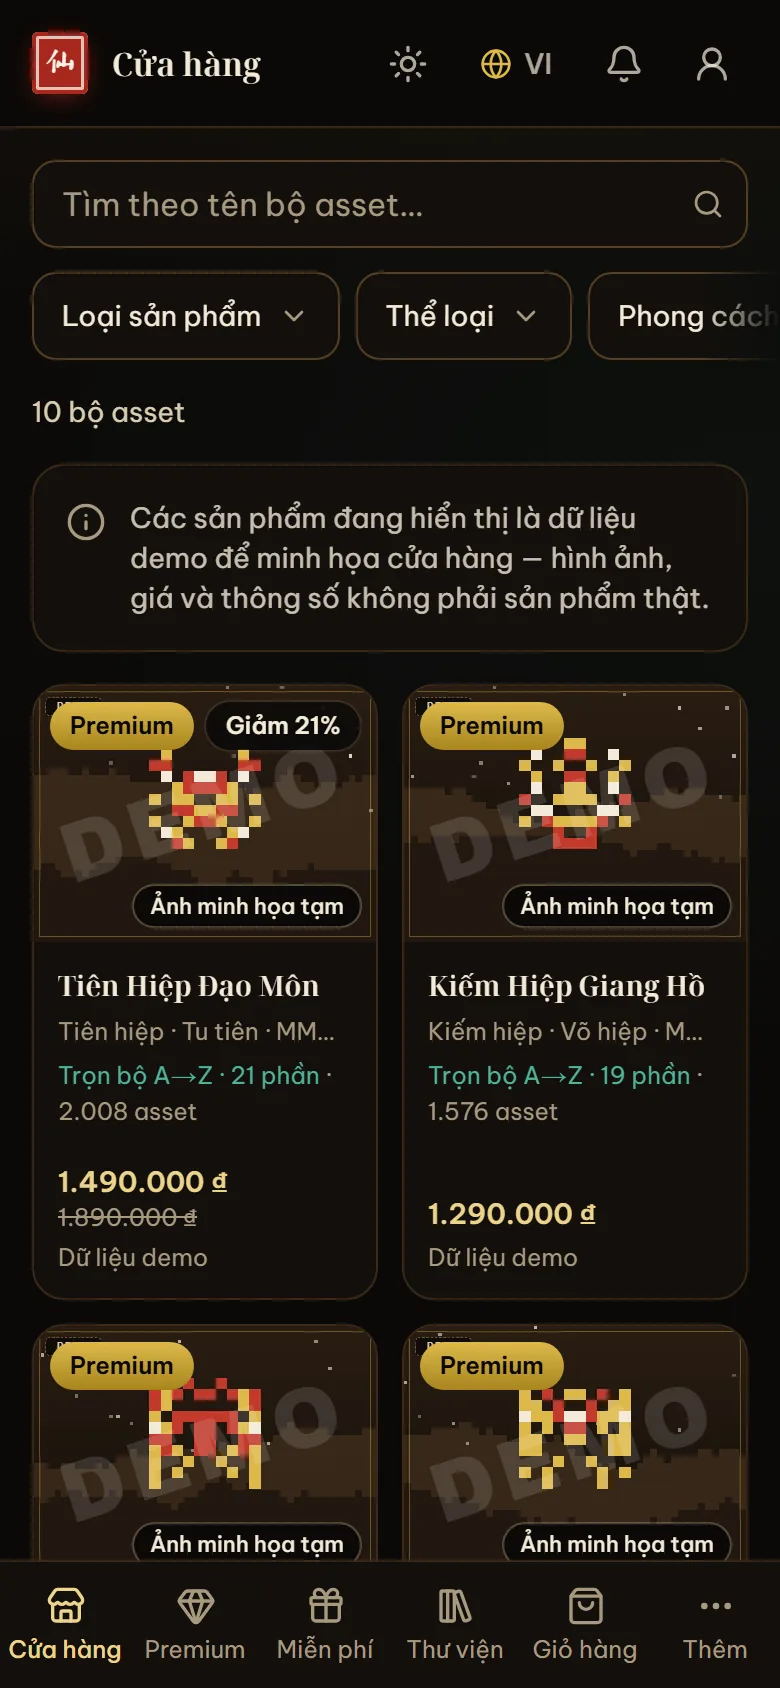 仙
Cửa hàng
VI
Tìm theo tên bộ asset...
Loại sản phẩm
Thể loại
Phong cách
10 bộ asset
Các sản phẩm đang hiển thị là dữ liệu
demo để minh họa cửa hàng — hình ảnh,
giá và thông số không phải sản phẩm thật.
Premium
Giảm 21%
DEMO
Ảnh minh họa tạm
Tiên Hiệp Đạo Môn
Tiên hiệp · Tu tiên · MM...
Trọn bộ A→Z · 21 phần ·
2.008 asset
1.490.000 ₫
1.890.000 ₫
Dữ liệu demo
Premium
DEMO
Ảnh minh họa tạm
Kiếm Hiệp Giang Hồ
Kiếm hiệp · Võ hiệp · M...
Trọn bộ A→Z · 19 phần ·
1.576 asset
1.290.000 ₫
Dữ liệu demo
Premium
DEMO
Ảnh minh họa tạm
Premium
DEMO
Ảnh minh họa tạm
Cửa hàng
Premium
Miễn phí
Thư viện
Giỏ hàng
Thêm